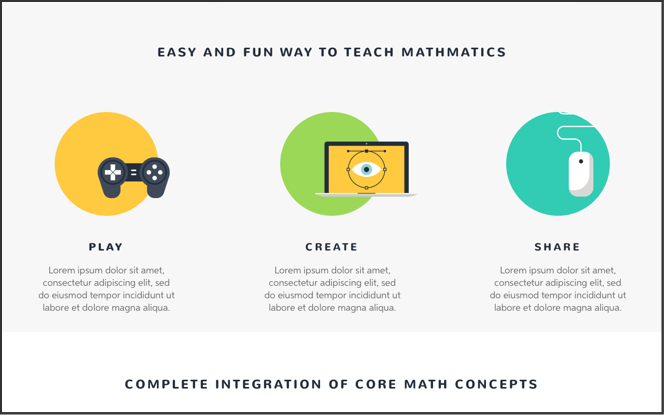 EASY AND FUN WAY TO TEACH MATHMATICS
PLAY
Lorem ipsum dolor sit amet,
consectetur adipiscing elit, sed
do eiusmod tempor incididunt ut
labore et dolore magna aliqua.
CREATE
Lorem ipsum dolor sit amet,
consectetur adipiscing elit, sed
do eiusmod tempor incididunt ut
labore et dolore magna aliqua.
SHARE
Lorem ipsum dolor sit amet,
consectetur adipiscing elit, sed
do eiusmod tempor incididunt ut
labore et dolore magna aliqua.
COMPLETE INTEGRATION OF CORE MATH CONCEPTS